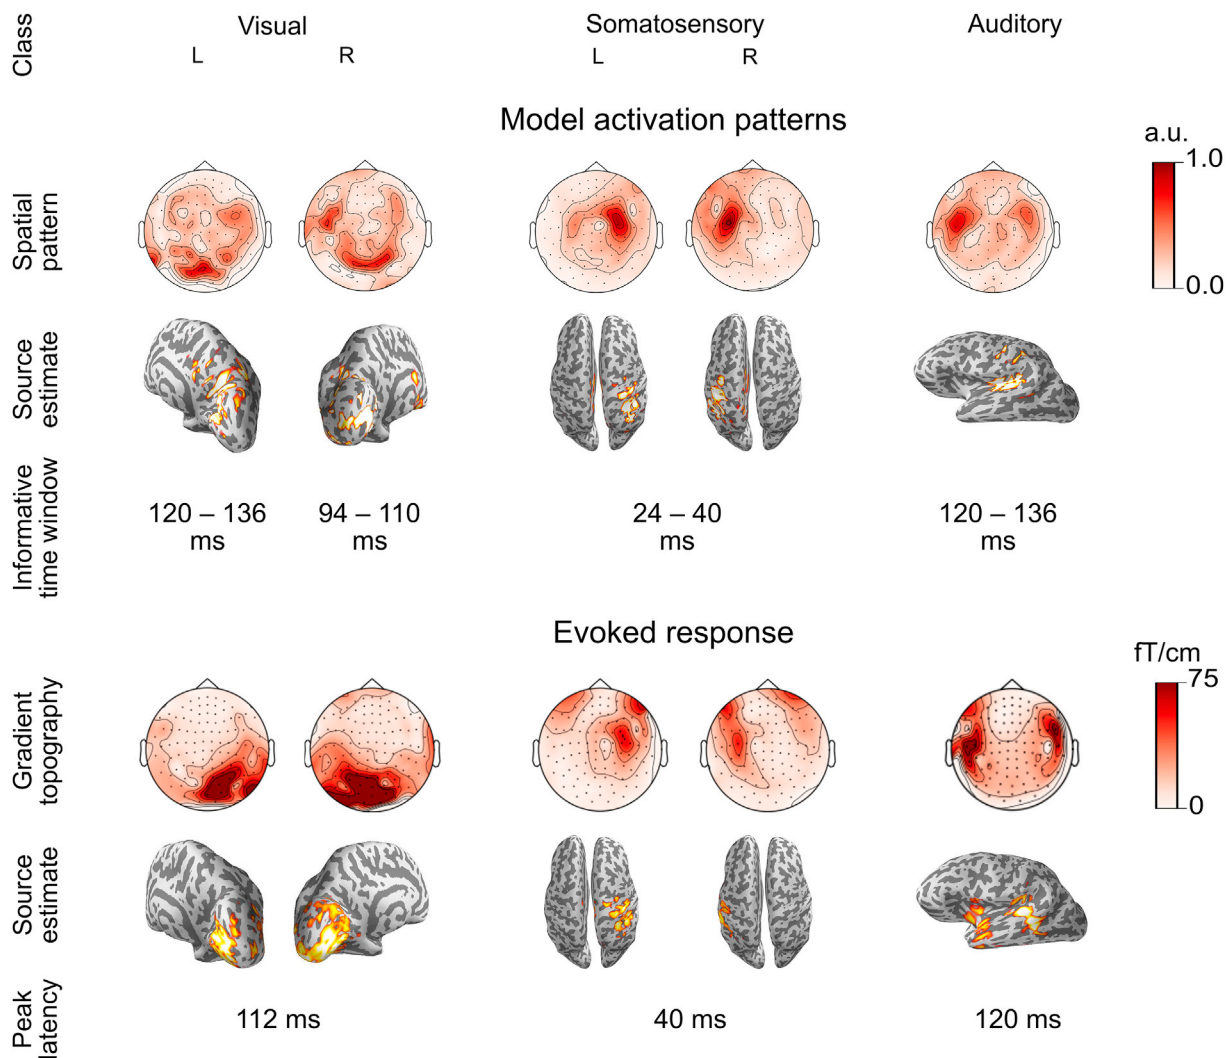 Class
Visual
Somatosensory
Auditory
L
R
L
R
Model activation patterns
a.u.
1.0
0.0
Spatial
pattern
Source
estimate
Informative
time window
120 – 136
ms
94 – 110
ms
24 – 40
ms
120 – 136
ms
Evoked response
fT/cm
75
0
Gradient
topography
Source
estimate
Peak
latency
112 ms
40 ms
120 ms